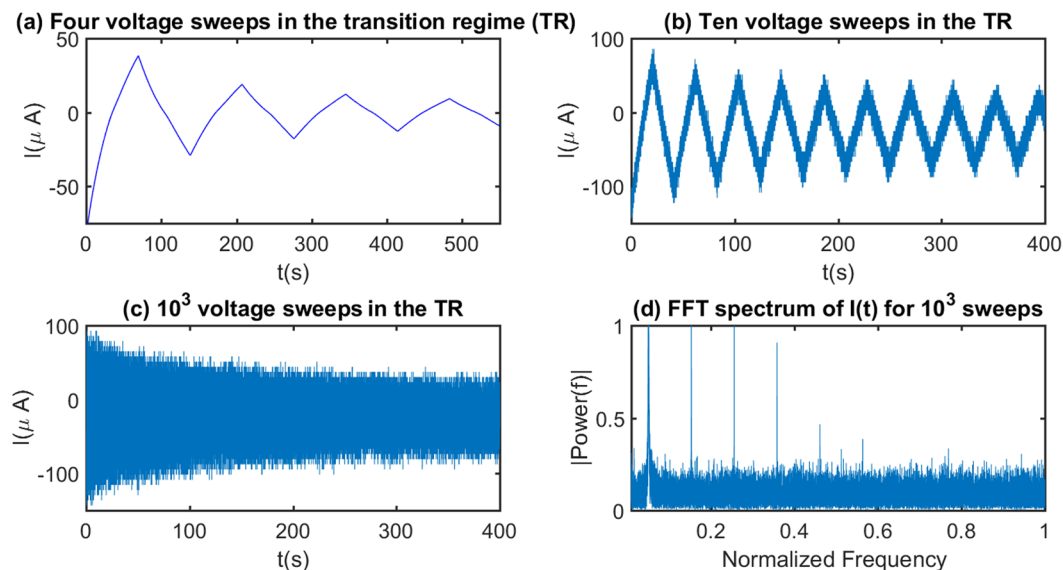 (a) Four voltage sweeps in the transition regime (TR)
50
0
-50
I(μ A)
0 100 200 300 400 500
t(s)
(b) Ten voltage sweeps in the TR
100
0
-100
I(μ A)
0 100 200 300 400
t(s)
(c) 10³ voltage sweeps in the TR
100
0
-100
I(μ A)
0 100 200 300 400
t(s)
(d) FFT spectrum of I(t) for 10³ sweeps
1
0.5
0
|Power(f)|
0.2 0.4 0.6 0.8 1
Normalized Frequency